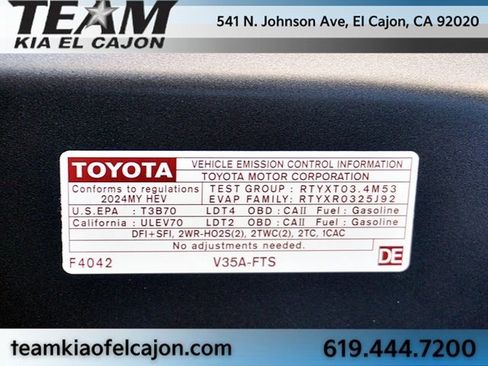 TEAM
KIA EL CAJON
541 N. Johnson Ave, El Cajon, CA 92020
TOYOTA
VEHICLE EMISSION CONTROL INFORMATION
TOYOTA MOTOR CORPORATION
Conforms to regulations
2024MY HEV
TEST GROUP : RTYXT03.4M53
EVAP FAMILY: RTYXR0325J92
U.S.EPA : T3B70 LDT4 OBD : CAII Fuel : Gasoline
California : ULEV70 LDT2 OBD : CAII Fuel : Gasoline
DFI+SFI, 2WR-HO2S(2), 2TWC(2), 2TC, 1CAC
No adjustments needed.
F4042 V35A-FTS DE
teamkiaofelcajon.com
619.444.7200